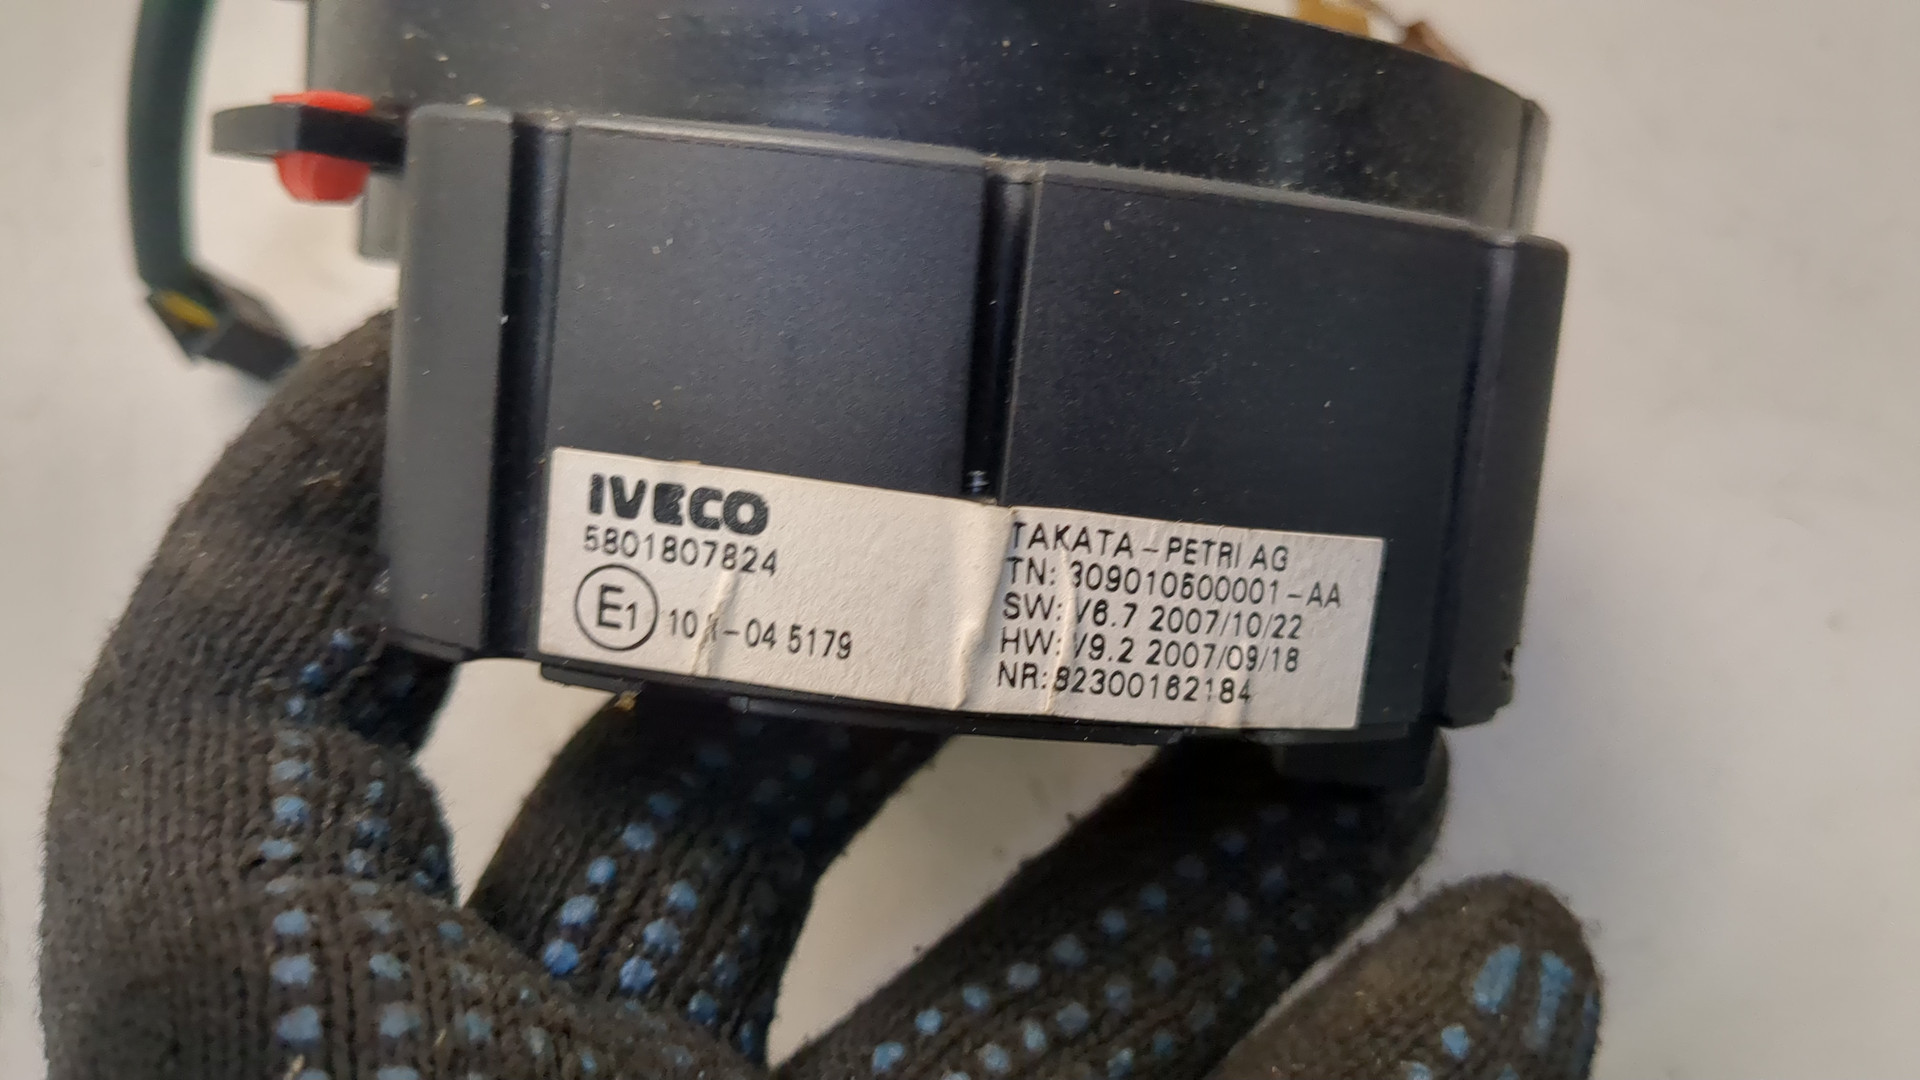 IVECO
5801807824
E1 10 -04 5179
TAKATA-PETRI AG
TN: 309010600001-AA
SW: V6.7 2007/10/22
HW: V9.2 2007/09/18
NR: 82300162184